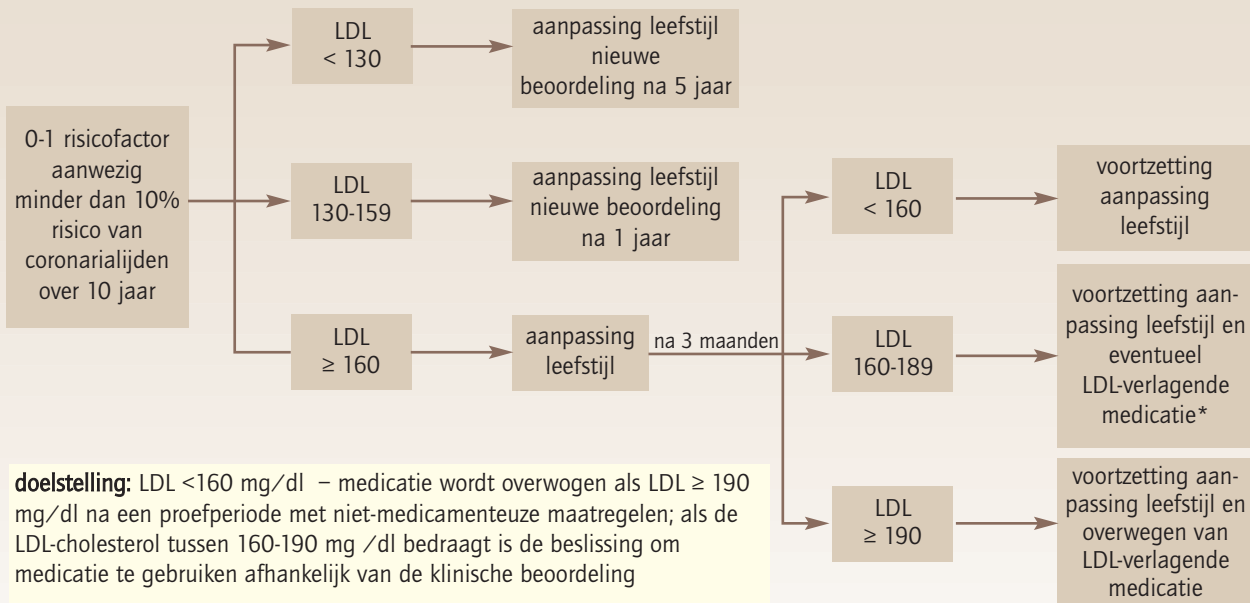 0-1 risicofactor
aanwezig
minder dan 10%
risico van
coronarialijden
over 10 jaar
LDL
< 130
aanpassing leefstijl
nieuwe
beoordeling na 5 jaar
LDL
130-159
aanpassing leefstijl
nieuwe beoordeling
na 1 jaar
LDL
≥ 160
aanpassing
leefstijl
na 3 maanden
LDL
< 160
voortzetting
aanpassing
leefstijl
LDL
160-189
voortzetting aan-
passing leefstijl en
eventueel
LDL-verlagende
medicatie*
LDL
≥ 190
voortzetting aan-
passing leefstijl en
overwegen van
LDL-verlagende
medicatie
doelstelling: LDL <160 mg/dl – medicatie wordt overwogen als LDL ≥ 190
mg/dl na een proefperiode met niet-medicamenteuze maatregelen; als de
LDL-cholesterol tussen 160-190 mg /dl bedraagt is de beslissing om
medicatie te gebruiken afhankelijk van de klinische beoordeling